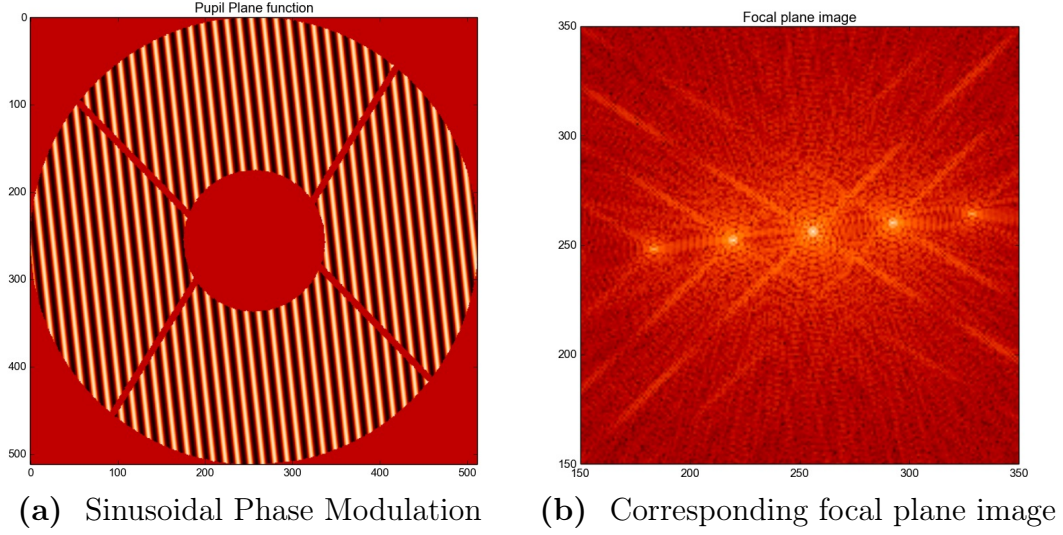 Pupil Plane function
0
100
200
300
400
500
0 100 200 300 400 500
(a) Sinusoidal Phase Modulation
Focal plane image
350
300
250
200
150
150 200 250 300 350
(b) Corresponding focal plane image